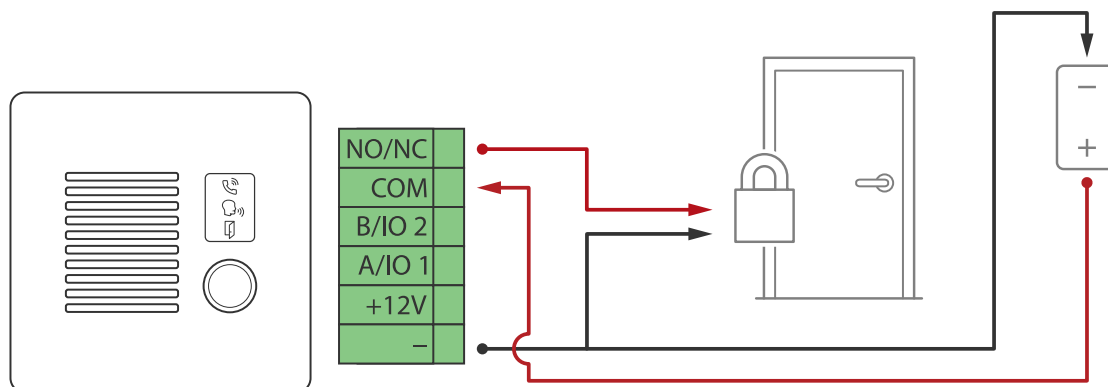 NO/NC
COM
B/IO 2
A/IO 1
+12V
–
–
+